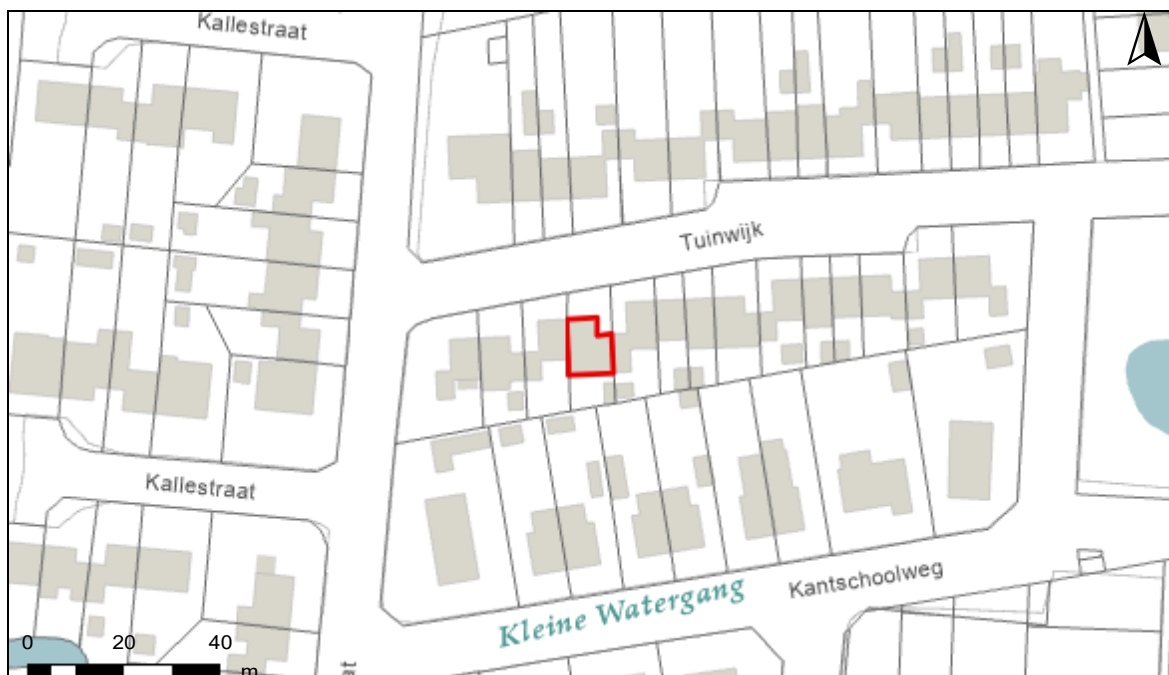 Kallestraat
Tuinwijk
Kallestraat
Kantschoolweg
Kleine Watergang
0 20 40
m